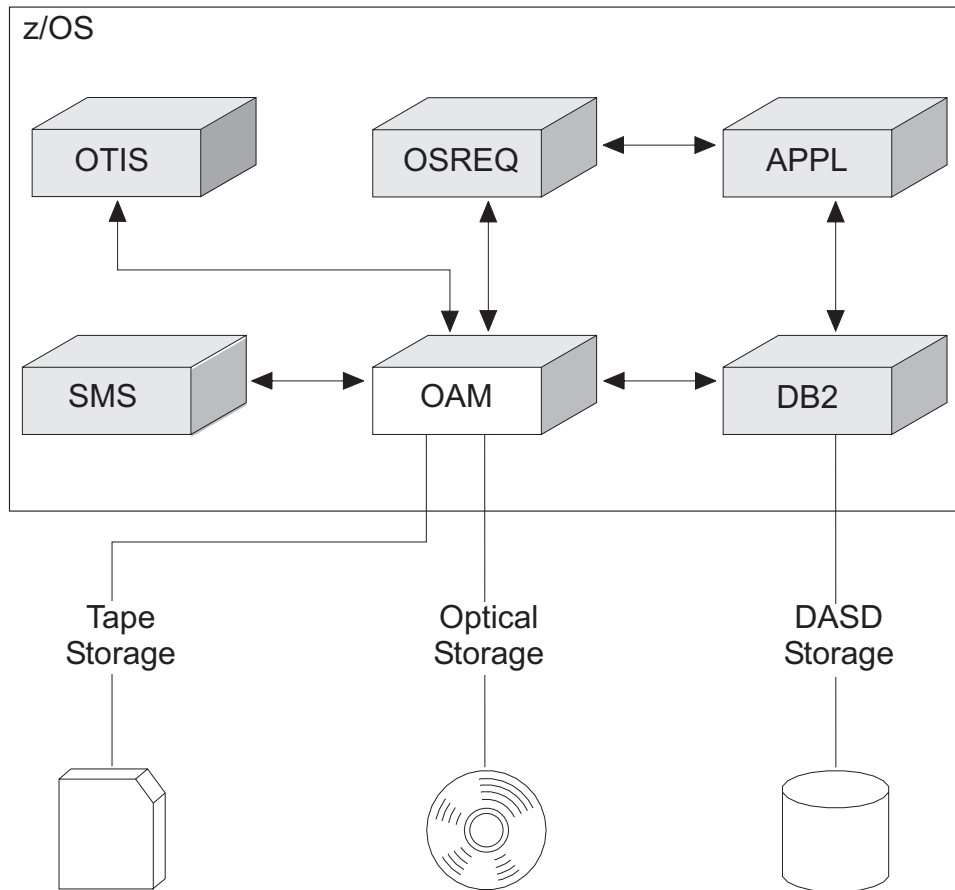 z/OS
OTIS
OSREQ
APPL
SMS
OAM
DB2
Tape
Storage
Optical
Storage
DASD
Storage